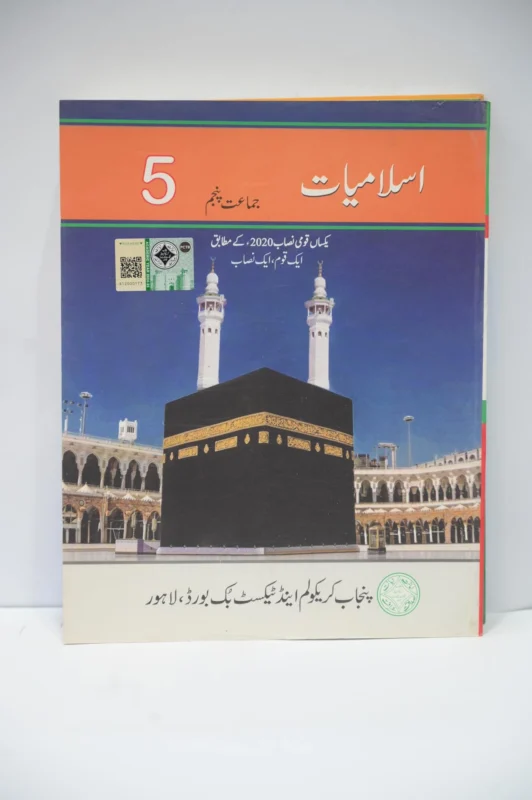 اسلامیات
جماعت پنجم 5
یکساں قومی نصاب 2020ء کے مطابق
ایک قوم، ایک نصاب
پنجاب کریکولم اینڈ ٹیکسٹ بُک بورڈ، لاہور